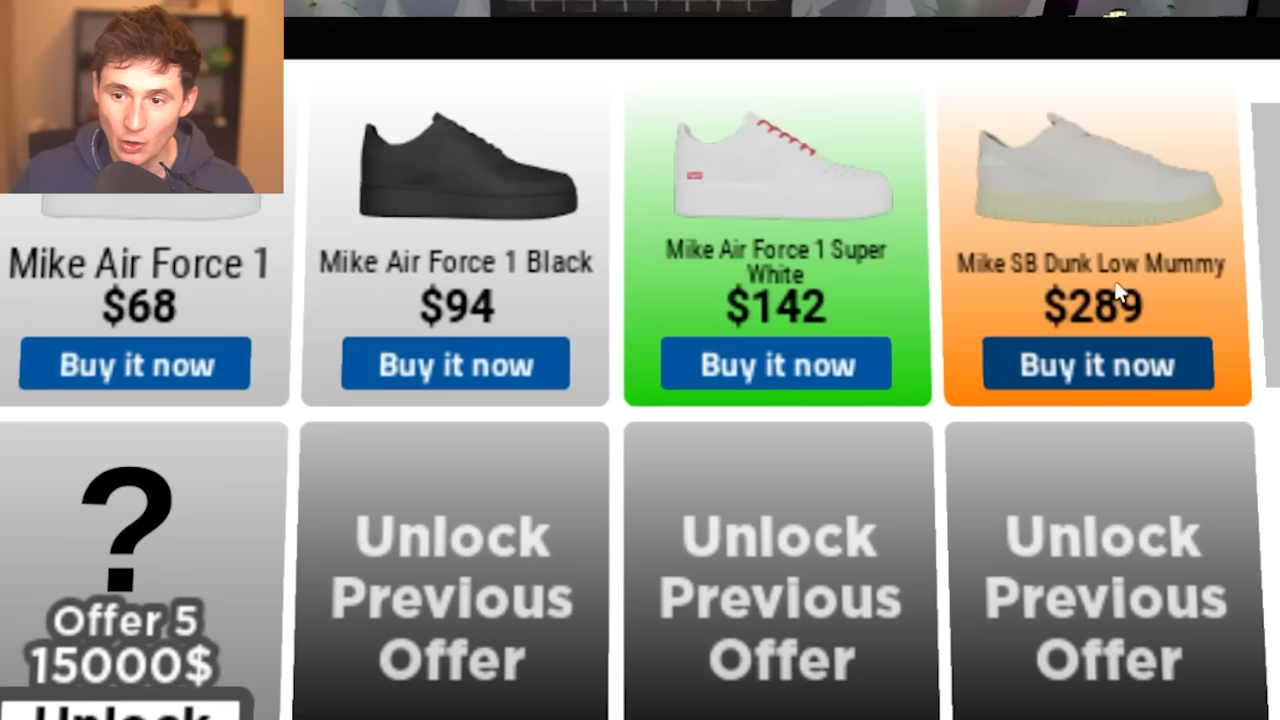 Mike Air Force 1
$68
Buy it now
Mike Air Force 1 Black
$94
Buy it now
Mike Air Force 1 Super
White
$142
Buy it now
Mike SB Dunk Low Mummy
$289
Buy it now
?
Offer 5
15000$
Unlock
Unlock
Previous
Offer
Unlock
Previous
Offer
Unlock
Previous
Offer